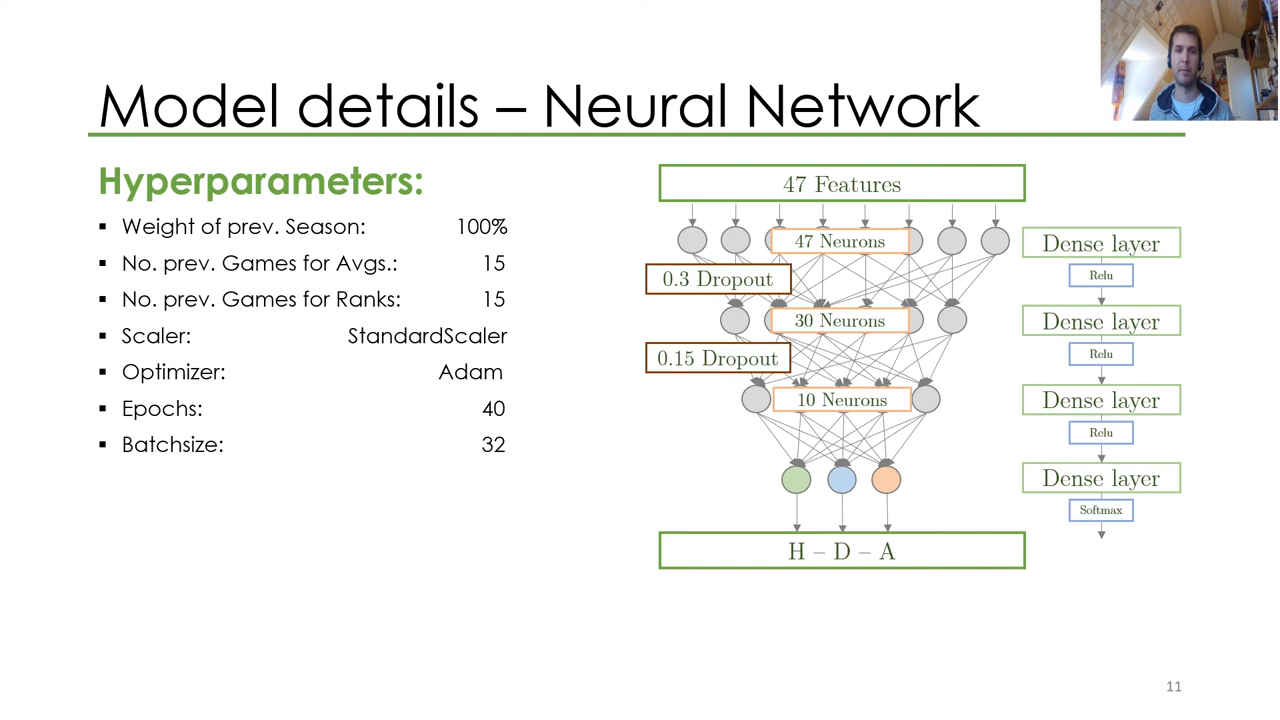 Model details – Neural Network
Hyperparameters:
▪ Weight of prev. Season: 100%
▪ No. prev. Games for Avgs.: 15
▪ No. prev. Games for Ranks: 15
▪ Scaler: StandardScaler
▪ Optimizer: Adam
▪ Epochs: 40
▪ Batchsize: 32
47 Features
47 Neurons
0.3 Dropout
30 Neurons
0.15 Dropout
10 Neurons
H – D – A
Dense layer
Relu
Dense layer
Relu
Dense layer
Relu
Dense layer
Softmax
11